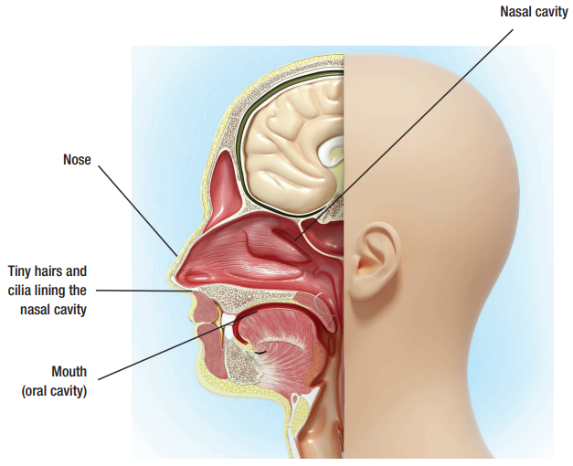 Nasal cavity
Nose
Tiny hairs and
cilia lining the
nasal cavity
Mouth
(oral cavity)